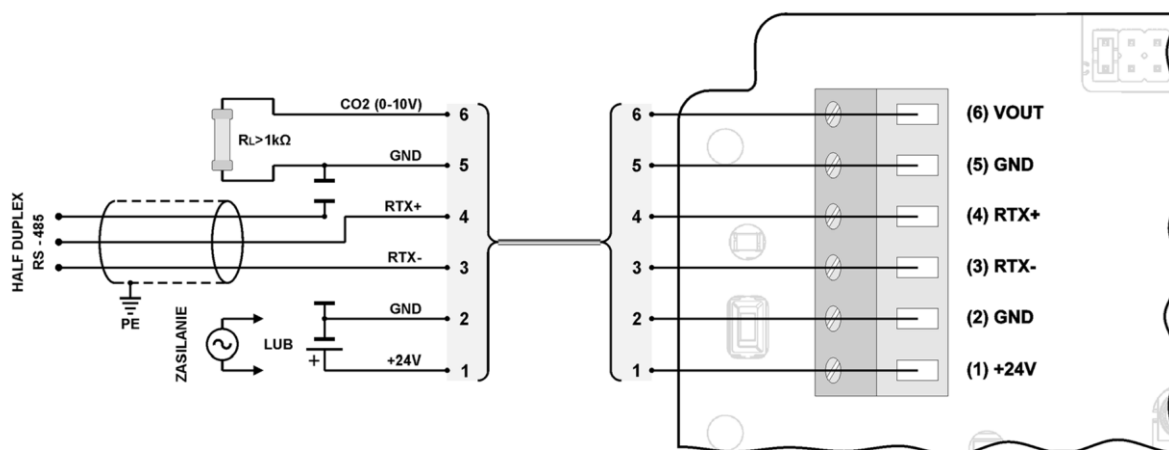 CO2 (0-10V)
6
6
(6) VOUT
RL>1kΩ
GND
5
5
(5) GND
HALF DUPLEX
RS - 485
RTX+
4
4
(4) RTX+
RTX-
3
3
(3) RTX-
PE
ZASILANIE
LUB
GND
2
2
(2) GND
+
+24V
1
1
(1) +24V